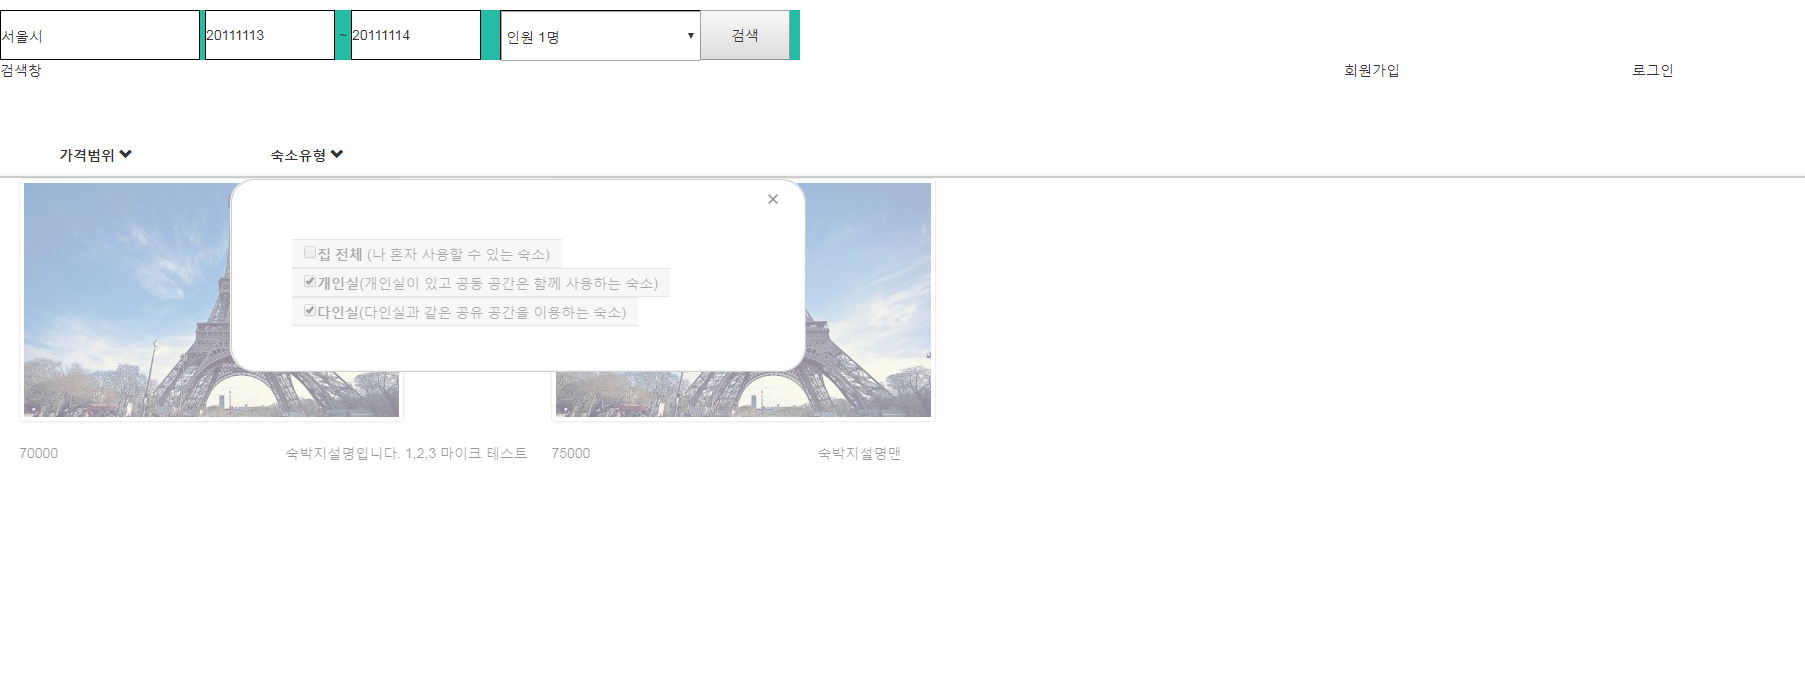 서울시 20111113 ~ 20111114 인원 1명 검색
검색창 회원가입 로그인
가격범위 숙소유형
×
집 전체 (나 혼자 사용할 수 있는 숙소)
개인실(개인실이 있고 공동 공간은 함께 사용하는 숙소)
다인실(다인실과 같은 공유 공간을 이용하는 숙소)
70000 숙박지설명입니다. 1,2,3 마이크 테스트 75000 숙박지설명맨